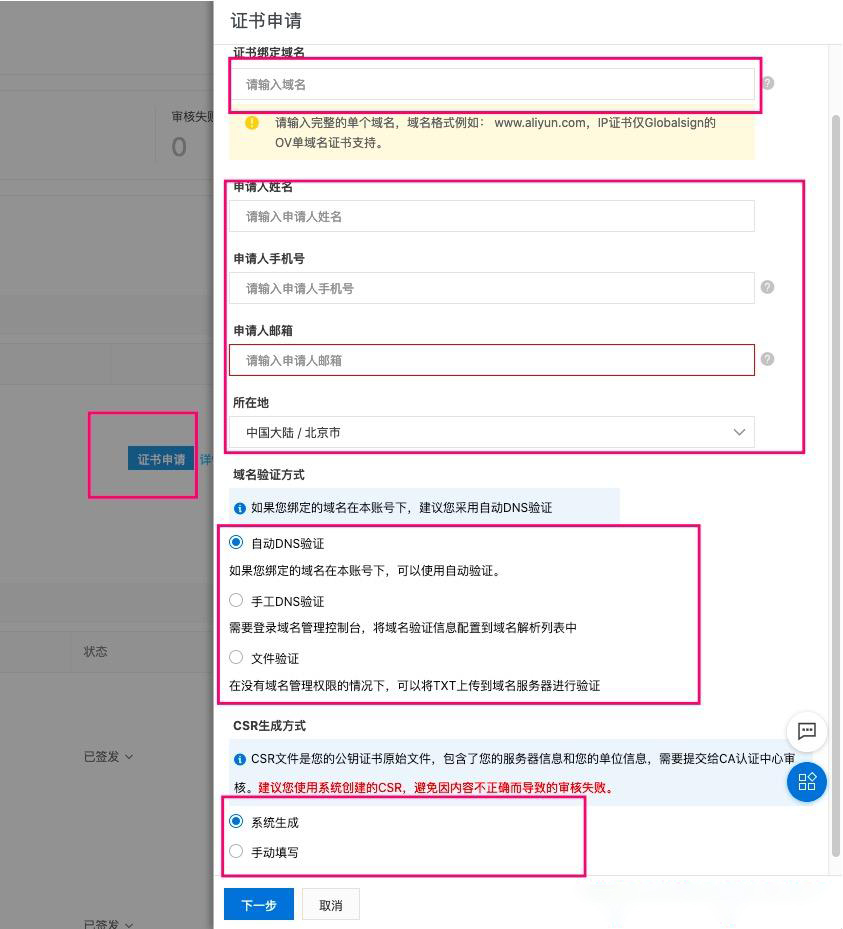 证书申请
证书绑定域名
请输入域名
请输入完整的单个域名，域名格式例如： www.aliyun.com，IP证书仅Globalsign的
OV单域名证书支持。
审核失败
0
申请人姓名
请输入申请人姓名
申请人手机号
请输入申请人手机号
申请人邮箱
请输入申请人邮箱
所在地
中国大陆 / 北京市
证书申请
详情
域名验证方式
如果您绑定的域名在本账号下，建议您采用自动DNS验证
自动DNS验证
如果您绑定的域名在本账号下，可以使用自动验证。
手工DNS验证
需要登录域名管理控制台，将域名验证信息配置到域名解析列表中
文件验证
在没有域名管理权限的情况下，可以将TXT上传到域名服务器进行验证
状态
CSR生成方式
CSR文件是您的公钥证书原始文件，包含了您的服务器信息和您的单位信息，需要提交给CA认证中心审
核。建议您使用系统创建的CSR，避免因内容不正确而导致的审核失败。
已签发
系统生成
手动填写
下一步
取消
已签发